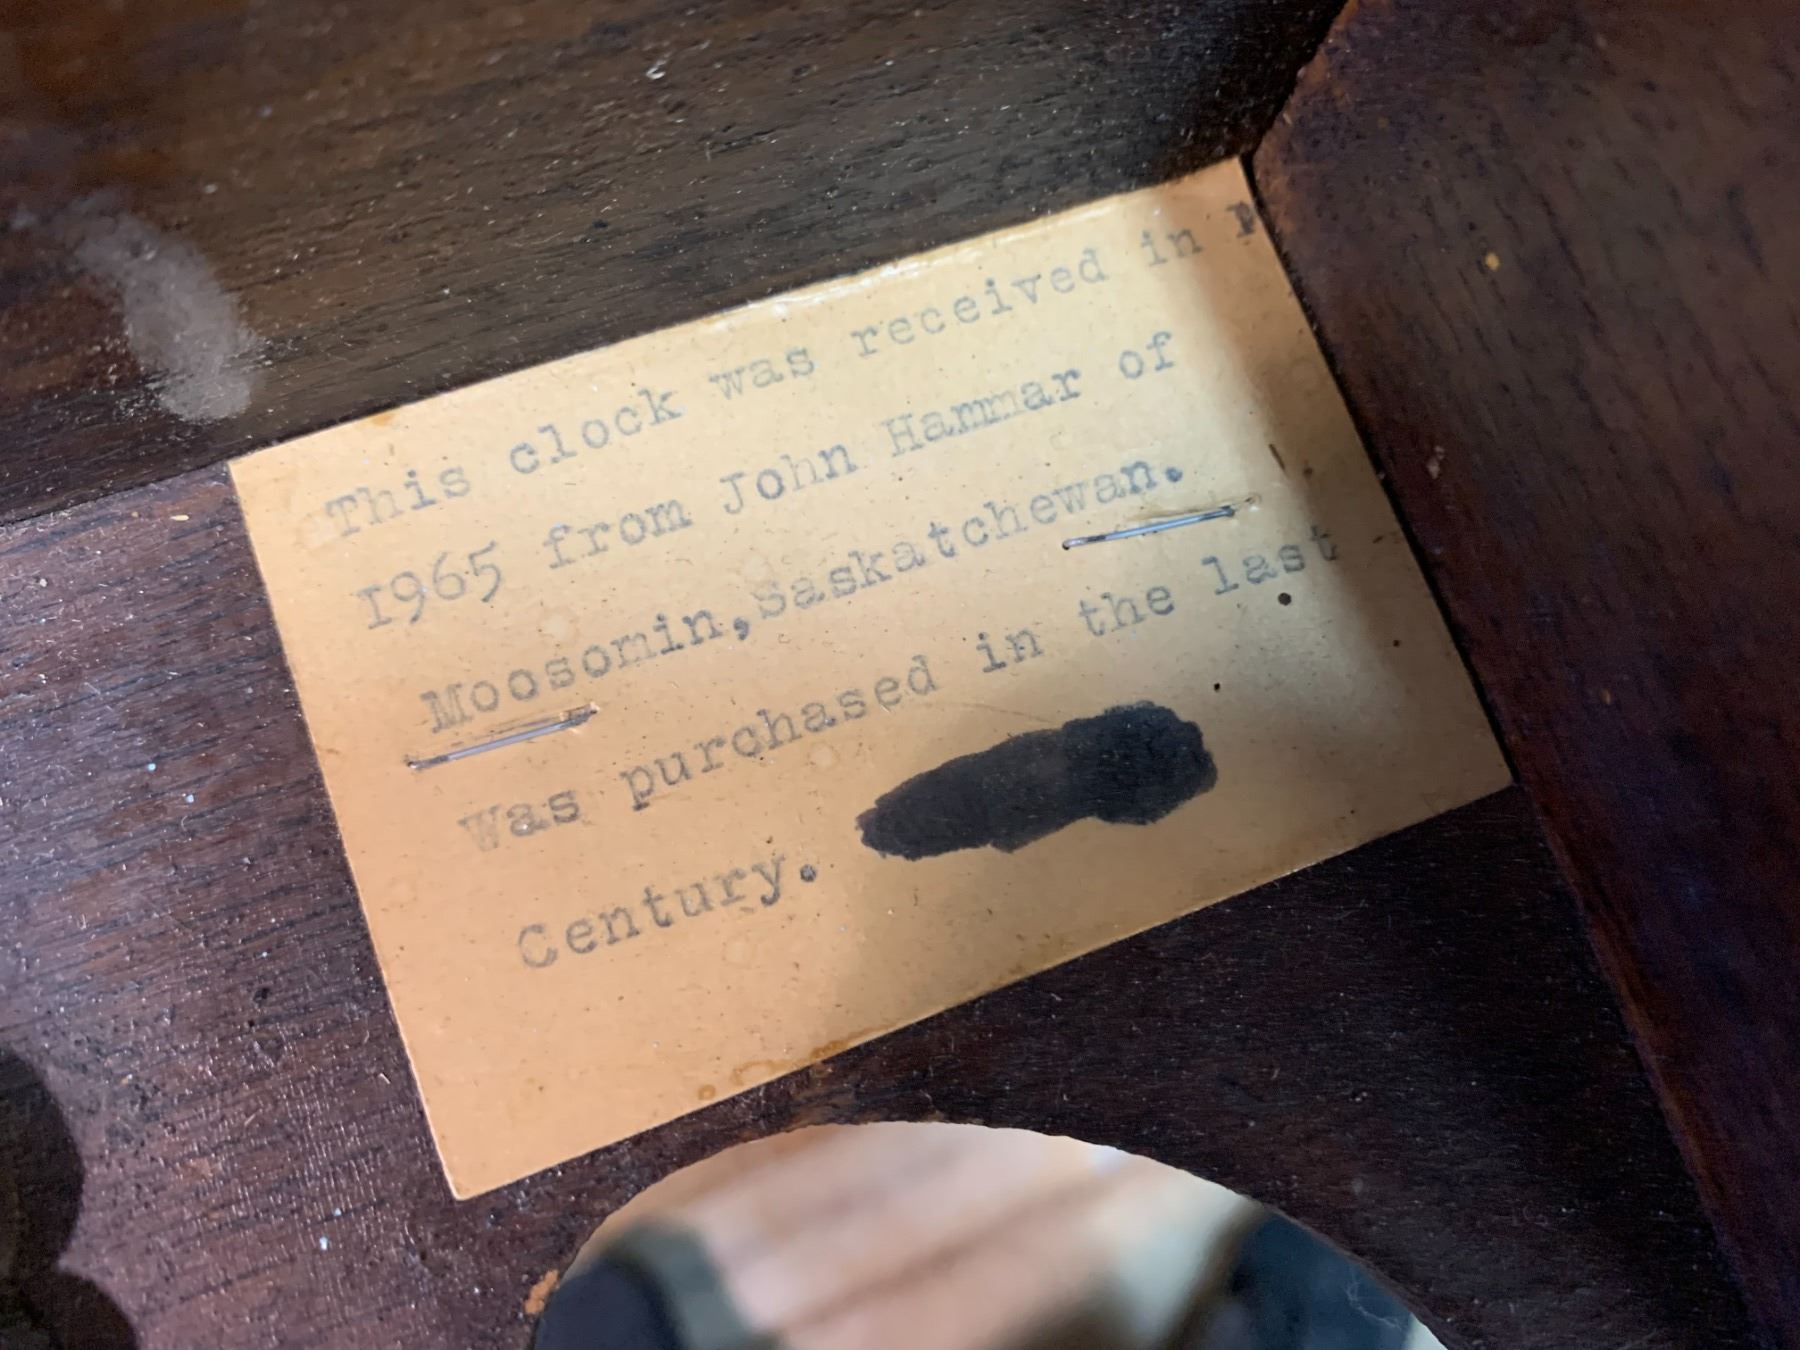 This clock was received in
1965 from John Hammar of
Moosomin,Saskatchewan.
Was purchased in the last
Century.